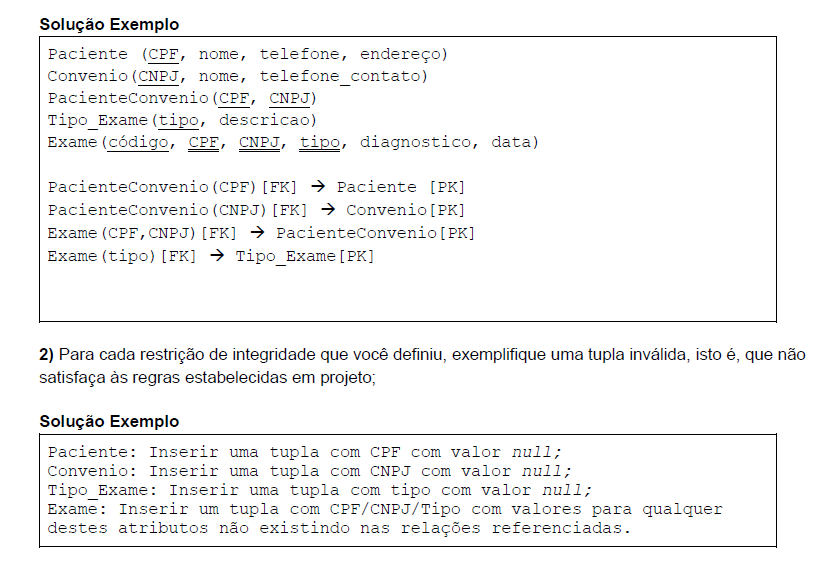 Solução Exemplo
Paciente (CPF, nome, telefone, endereço)
Convenio(CNPJ, nome, telefone_contato)
PacienteConvenio(CPF, CNPJ)
Tipo_Exame(tipo, descricao)
Exame(código, CPF, CNPJ, tipo, diagnostico, data)
PacienteConvenio(CPF)[FK] → Paciente [PK]
PacienteConvenio(CNPJ)[FK] → Convenio[PK]
Exame(CPF,CNPJ)[FK] → PacienteConvenio[PK]
Exame(tipo)[FK] → Tipo_Exame[PK]
2) Para cada restrição de integridade que você definiu, exemplifique uma tupla inválida, isto é, que não
satisfaça às regras estabelecidas em projeto;
Solução Exemplo
Paciente: Inserir uma tupla com CPF com valor null;
Convenio: Inserir uma tupla com CNPJ com valor null;
Tipo_Exame: Inserir uma tupla com tipo com valor null;
Exame: Inserir um tupla com CPF/CNPJ/Tipo com valores para qualquer
destes atributos não existindo nas relações referenciadas.